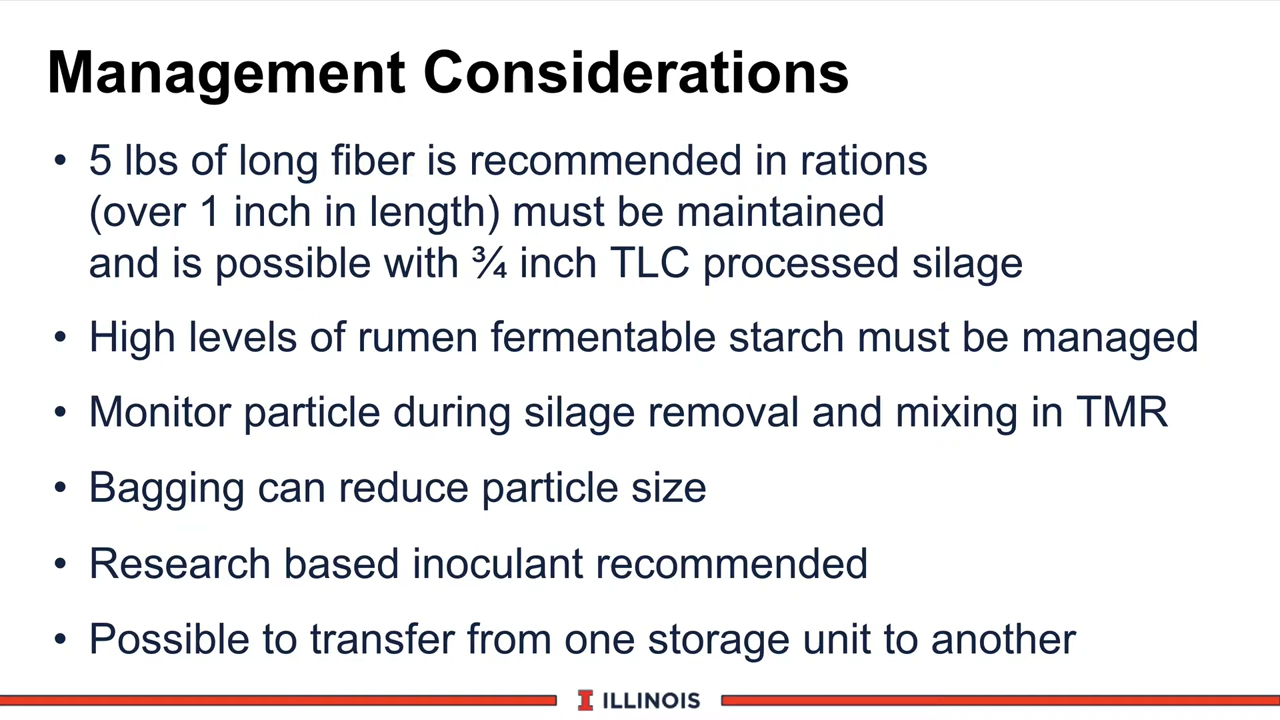 Management Considerations
• 5 lbs of long fiber is recommended in rations
(over 1 inch in length) must be maintained
and is possible with ¾ inch TLC processed silage
• High levels of rumen fermentable starch must be managed
• Monitor particle during silage removal and mixing in TMR
• Bagging can reduce particle size
• Research based inoculant recommended
• Possible to transfer from one storage unit to another
I ILLINOIS